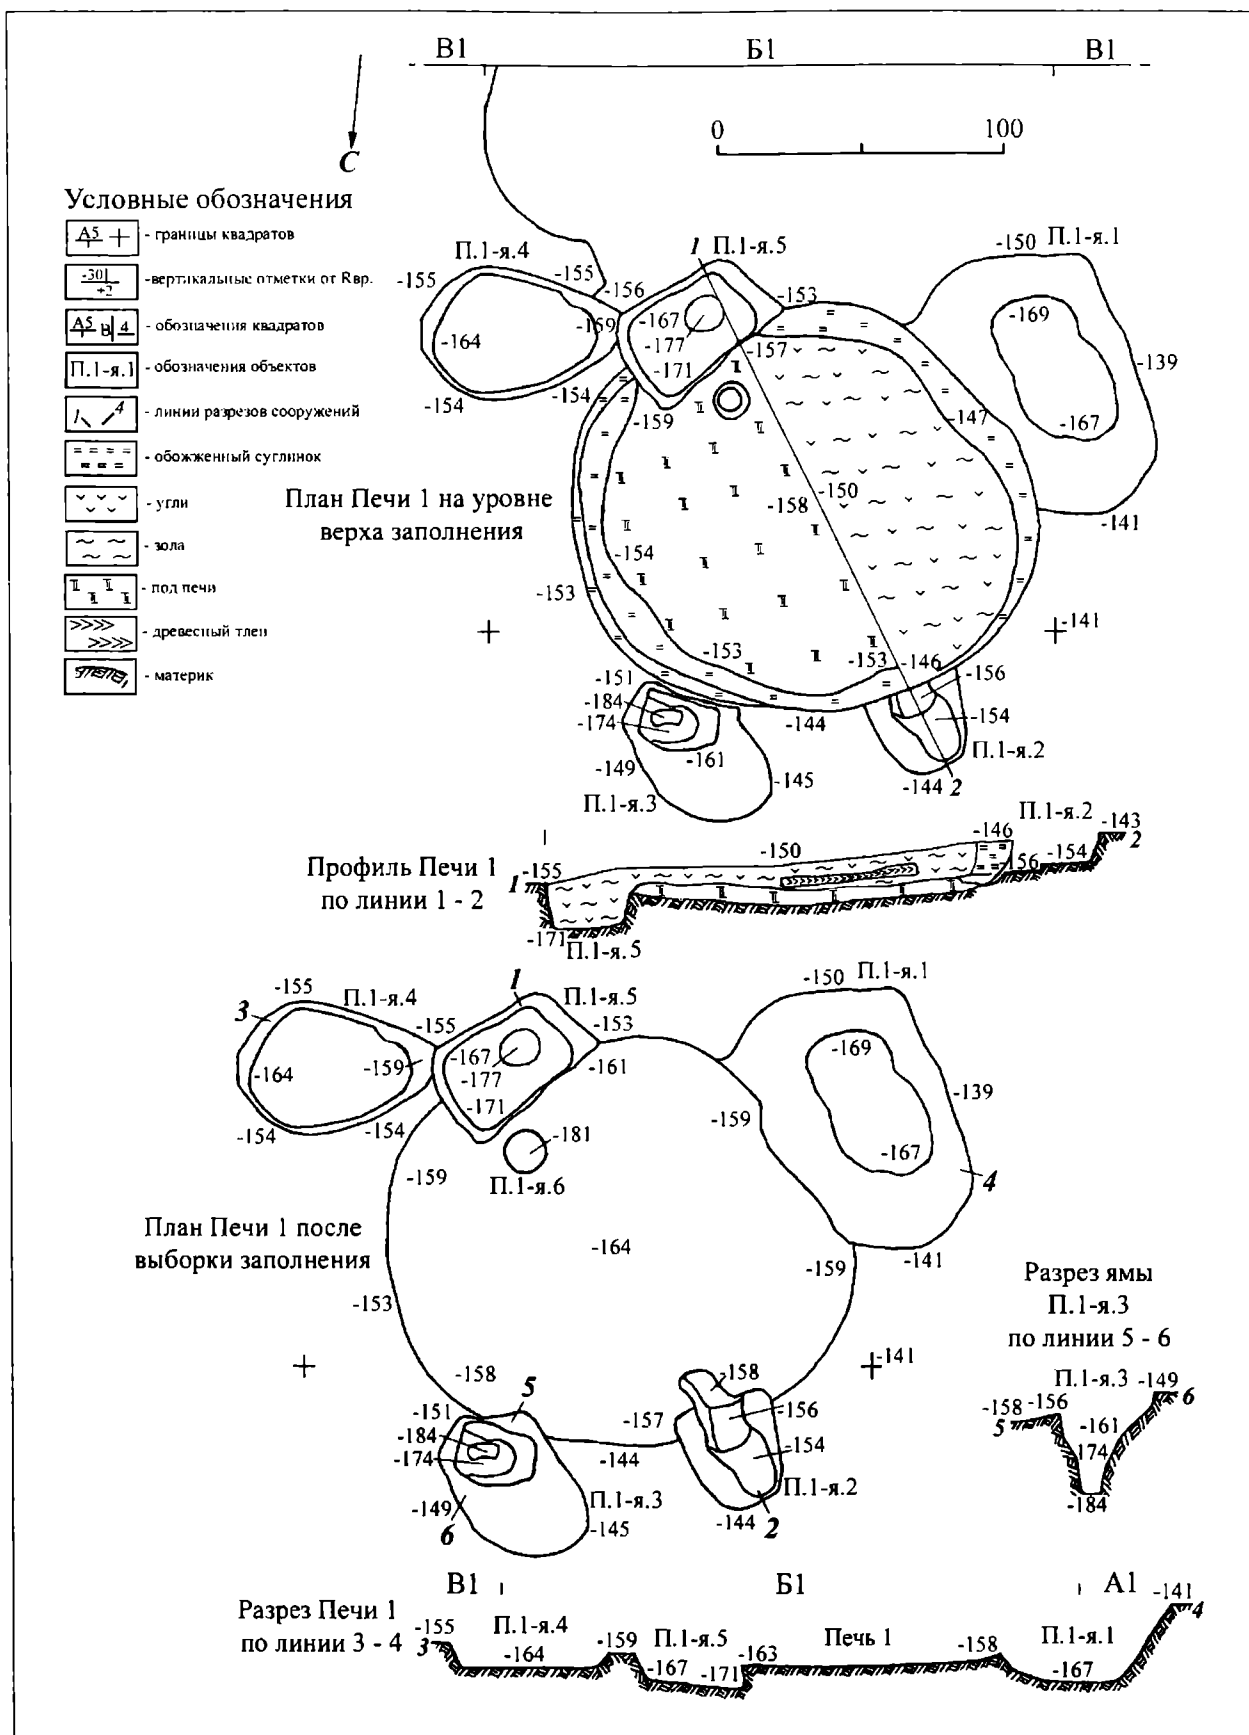 В1 Б1 В1
0 100
С
Условные обозначения
А5 - границы квадратов
-30 +2 -вертикальные отметки от Rвр.
А5 В 4 - обозначения квадратов
П.1-я.1 - обозначения объектов
1 4 - линии разрезов сооружений
- обожженный суглинок
- угли
- зола
- под печи
- древесный тлен
- материк
План Печи 1 на уровне
верха заполнения
-150 П.1-я.1
П.1-я.4 1 П.1-я.5
-155 -155 -156 -153
-169
-159 -167 -157
-164 -177 -139
-171
-154 -154 -159 -147 -167
-150
-158 -141
-154
-153
-141
-153 -153 -146
-151 -156
-184
-174 -144 -154
-161 П.1-я.2
-149 -145 -144 2
П.1-я.3
Профиль Печи 1
по линии 1 - 2
П.1-я.2 -143
-146 2
-150
-155 -156 -154
1
-171 П.1-я.5
План Печи 1 после
выборки заполнения
-150 П.1-я.1
1
-155 П.1-я.4 П.1-я.5
3 -155 -153
-169
-159 -167 -161
-164 -177 -139
-171 -159
-154 -154 -181
-167
-159 П.1-я.6 4
-164 -159 -141
-153
-141
-158 -158
5
-151 -157 -156
-184
-174 -144 -154
П.1-я.3 П.1-я.2
-149 -145 -144 2
6
Разрез ямы
П.1-я.3
по линии 5 - 6
П.1-я.3 -149
-158 -156 6
5 -161
174
-184
В1 Б1 А1
Разрез Печи 1
по линии 3 - 4
-141
-155 П.1-я.4 -159 П.1-я.5 Печь 1 -158 П.1-я.1 4
3 -164 -167 -171 -163 -167